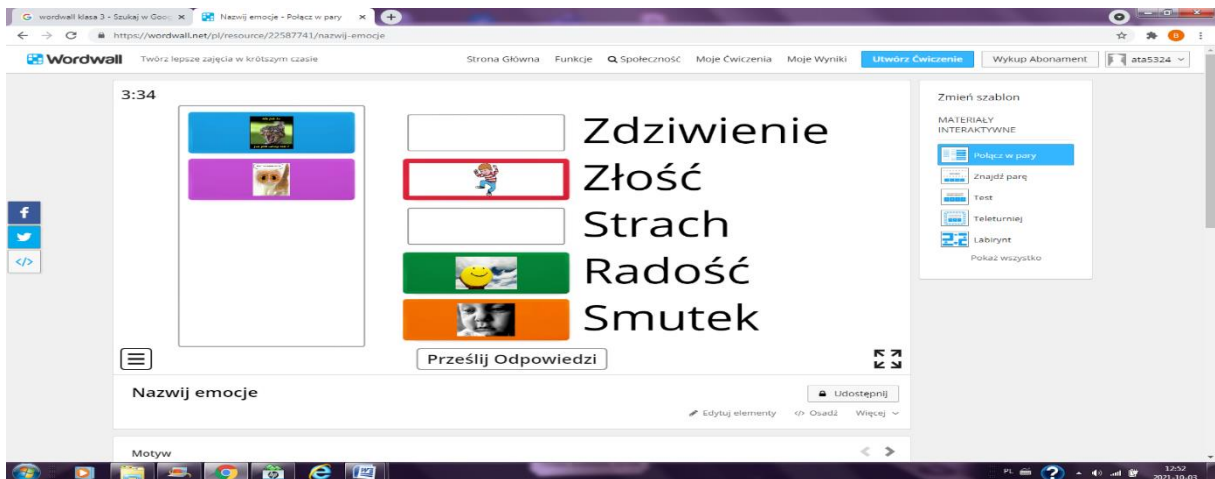 wordwall klasa 3 - Szukaj w Goog
Nazwij emocje - Połącz w pary
https://wordwall.net/pl/resource/22587741/nazwij-emocje
B
Wordwall
Twórz lepsze zajęcia w krótszym czasie
Strona Główna Funkcje Społeczność Moje Ćwiczenia Moje Wyniki Utwórz Ćwiczenie Wykup Abonament ata5324
3:34
Zdziwienie
Złość
Strach
Radość
Smutek
Prześlij Odpowiedzi
Nazwij emocje
Udostępnij
Edytuj elementy </> Osadź Więcej
Motyw
Zmień szablon
MATERIAŁY
INTERAKTYWNE
Połącz w pary
Znajdź parę
Test
Teleturniej
Labirynt
Pokaż wszystko
f
</>
PL
12:52
2021-10-03